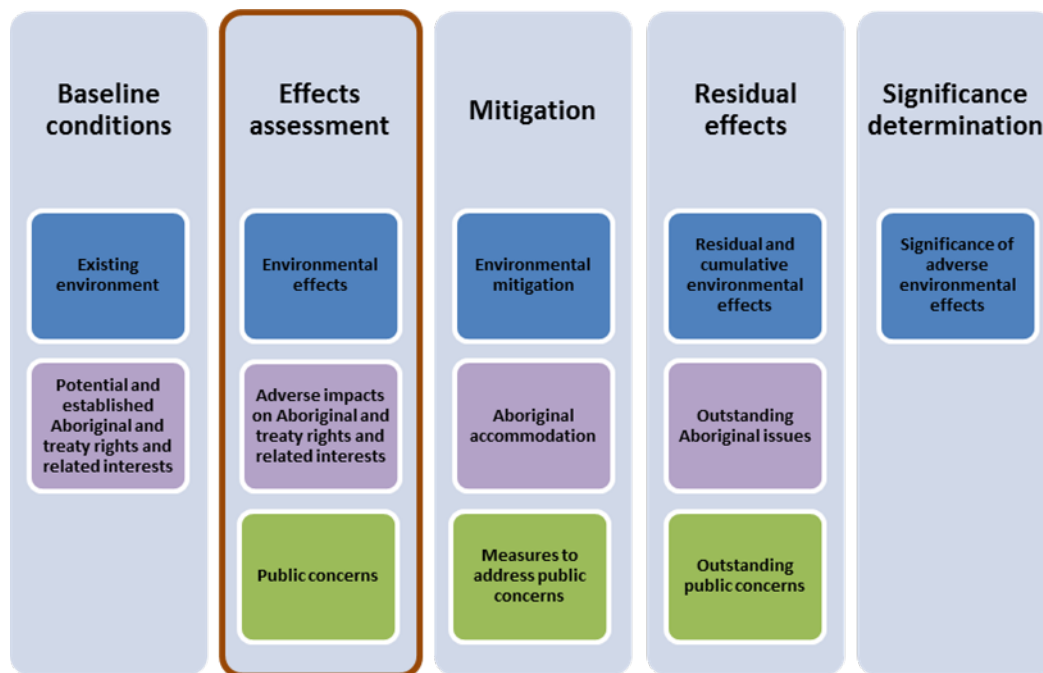 Baseline
conditions
Effects
assessment
Mitigation
Residual
effects
Significance
determination
Existing
environment
Environmental
effects
Environmental
mitigation
Residual and
cumulative
environmental
effects
Significance of
adverse
environmental
effects
Potential and
established
Aboriginal and
treaty rights and
related interests
Adverse impacts
on Aboriginal and
treaty rights and
related interests
Aboriginal
accommodation
Outstanding
Aboriginal issues
Public concerns
Measures to
address public
concerns
Outstanding
public concerns